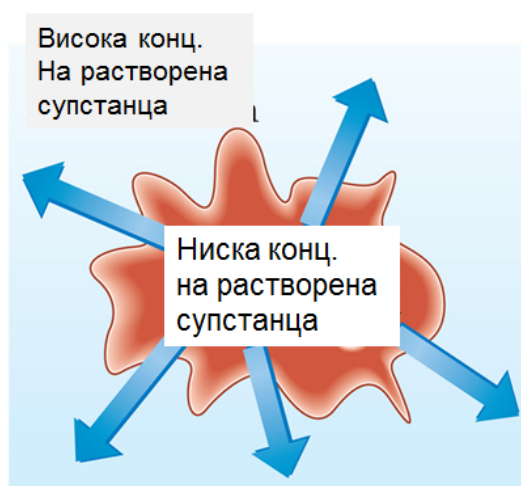 Висока конц.
На растворена
супстанца
а
Ниска конц.
на растворена
супстанца